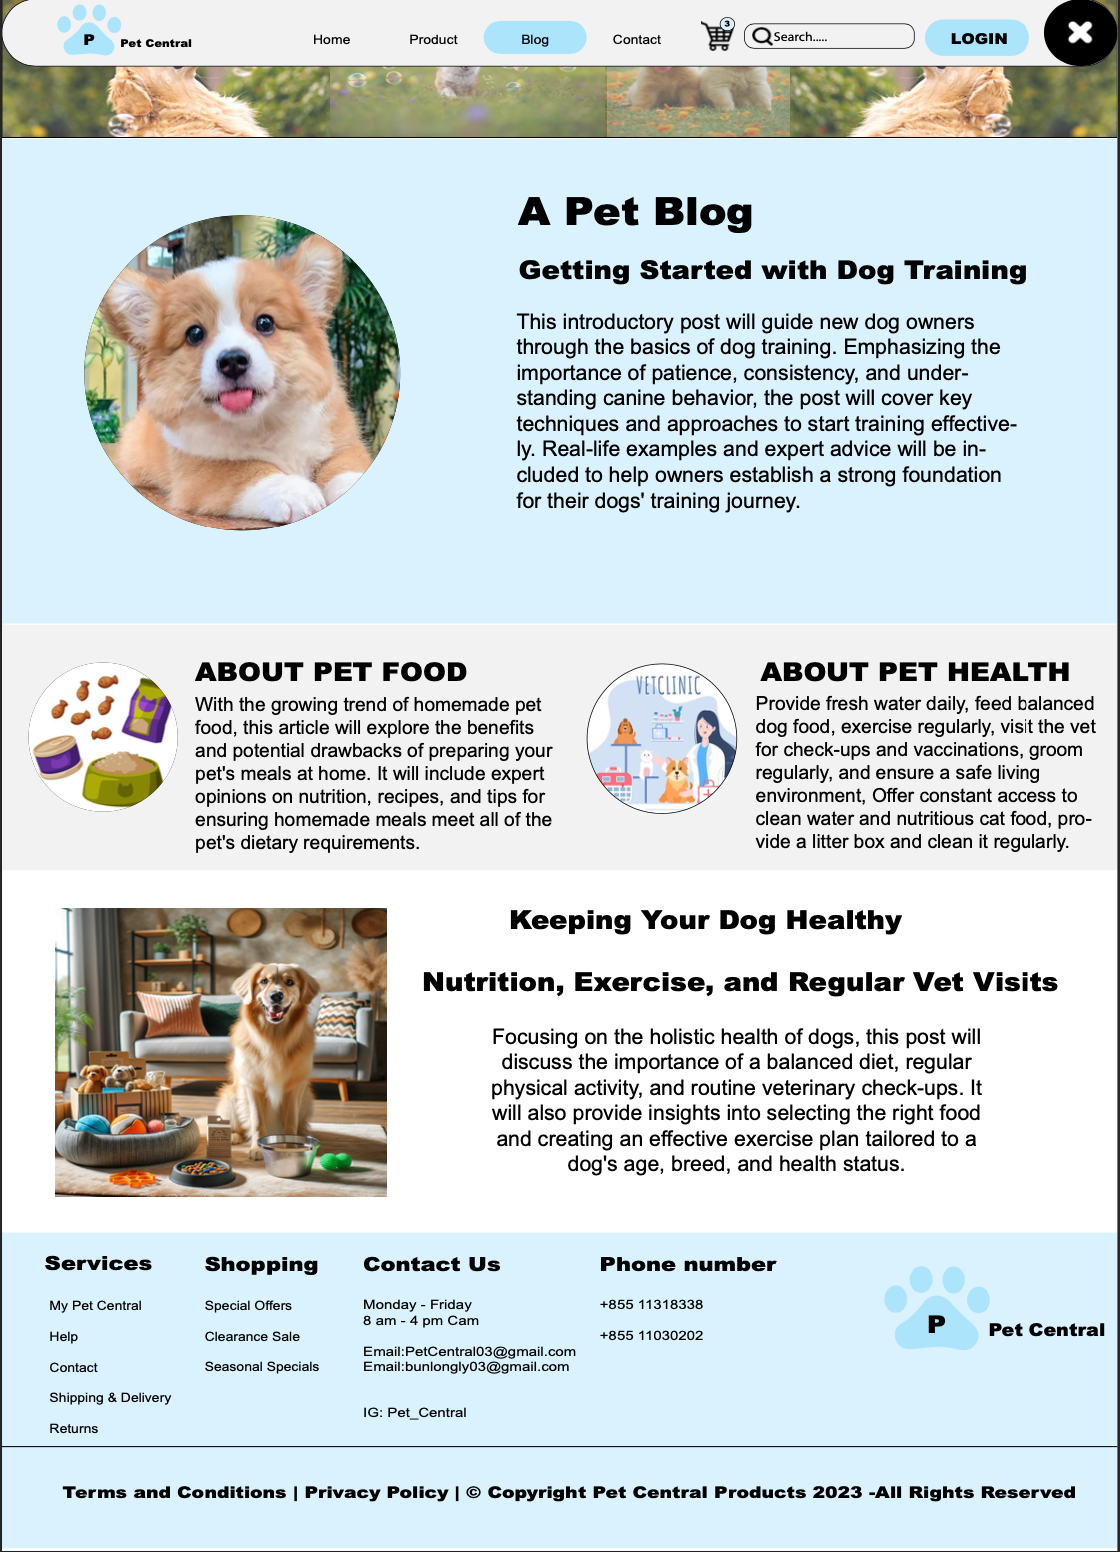 P Pet Central Home Product Blog Contact 3 Search..... LOGIN
A Pet Blog
Getting Started with Dog Training
This introductory post will guide new dog owners
through the basics of dog training. Emphasizing the
importance of patience, consistency, and under-
standing canine behavior, the post will cover key
techniques and approaches to start training effective-
ly. Real-life examples and expert advice will be in-
cluded to help owners establish a strong foundation
for their dogs' training journey.
ABOUT PET FOOD
With the growing trend of homemade pet
food, this article will explore the benefits
and potential drawbacks of preparing your
pet's meals at home. It will include expert
opinions on nutrition, recipes, and tips for
ensuring homemade meals meet all of the
pet's dietary requirements.
VETCLINIC
ABOUT PET HEALTH
Provide fresh water daily, feed balanced
dog food, exercise regularly, visit the vet
for check-ups and vaccinations, groom
regularly, and ensure a safe living
environment, Offer constant access to
clean water and nutritious cat food, pro-
vide a litter box and clean it regularly.
Keeping Your Dog Healthy
Nutrition, Exercise, and Regular Vet Visits
Focusing on the holistic health of dogs, this post will
discuss the importance of a balanced diet, regular
physical activity, and routine veterinary check-ups. It
will also provide insights into selecting the right food
and creating an effective exercise plan tailored to a
dog's age, breed, and health status.
Services
My Pet Central
Help
Contact
Shipping & Delivery
Returns
Shopping
Special Offers
Clearance Sale
Seasonal Specials
Contact Us
Monday - Friday
8 am - 4 pm Cam
Email:PetCentral03@gmail.com
Email:bunlongly03@gmail.com
IG: Pet_Central
Phone number
+855 11318338
+855 11030202
P Pet Central
Terms and Conditions | Privacy Policy | © Copyright Pet Central Products 2023 -All Rights Reserved